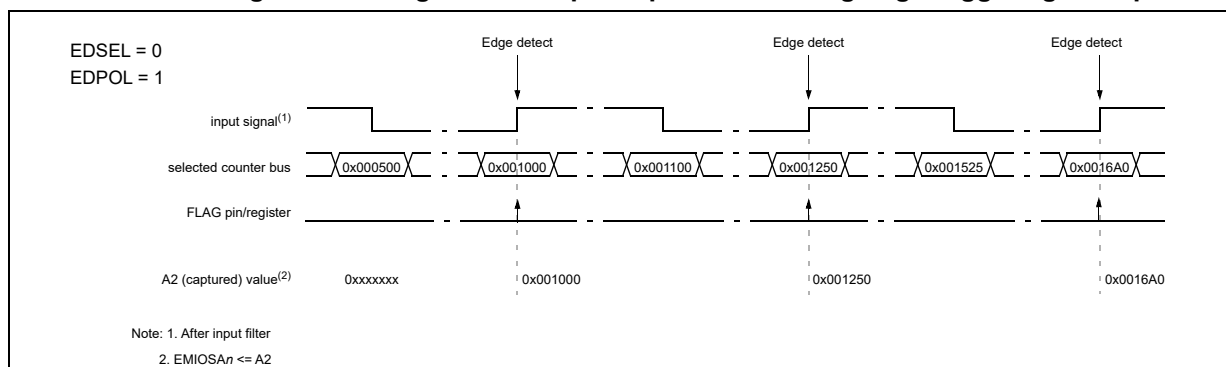 EDSEL = 0
EDPOL = 1
Edge detect Edge detect Edge detect
input signal(1)
selected counter bus 0x000500 0x001000 0x001100 0x001250 0x001525 0x0016A0
FLAG pin/register
A2 (captured) value(2) 0xxxxxxx 0x001000 0x001250 0x0016A0
Note: 1. After input filter
2. EMIOSAn <= A2